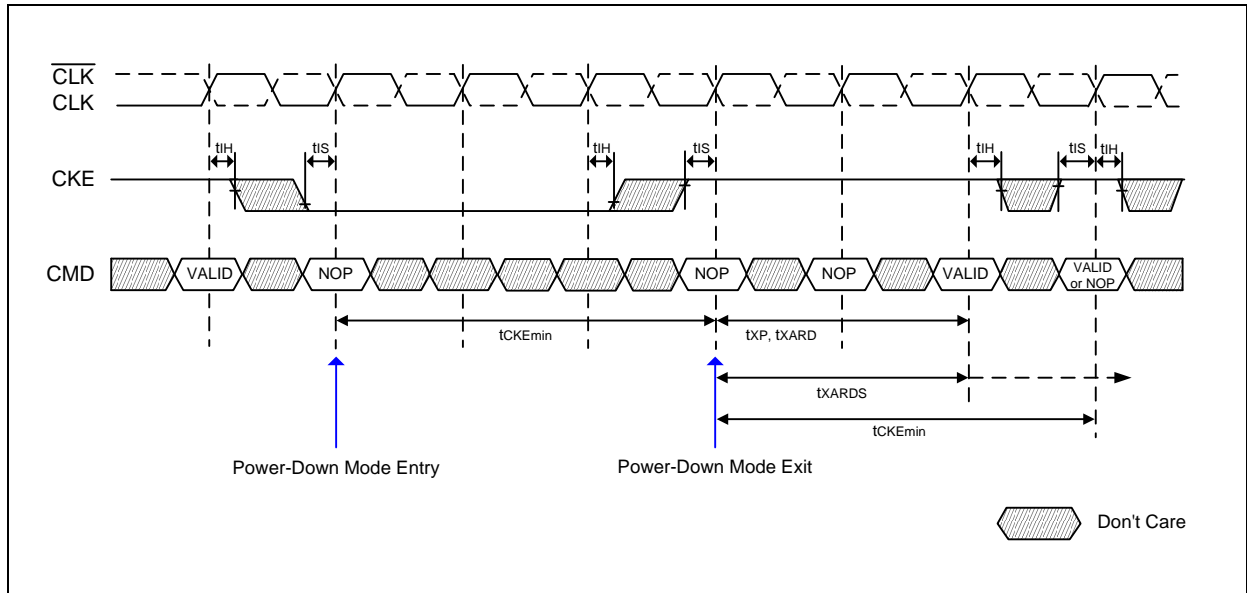 CLK
CLK
tIH
tIS
tIH
tIS
tIH
tIS
tIH
CKE
CMD
VALID
NOP
NOP
NOP
VALID
VALID
or NOP
tCKEmin
tXP, tXARD
tXARDS
tCKEmin
Power-Down Mode Entry
Power-Down Mode Exit
Don't Care